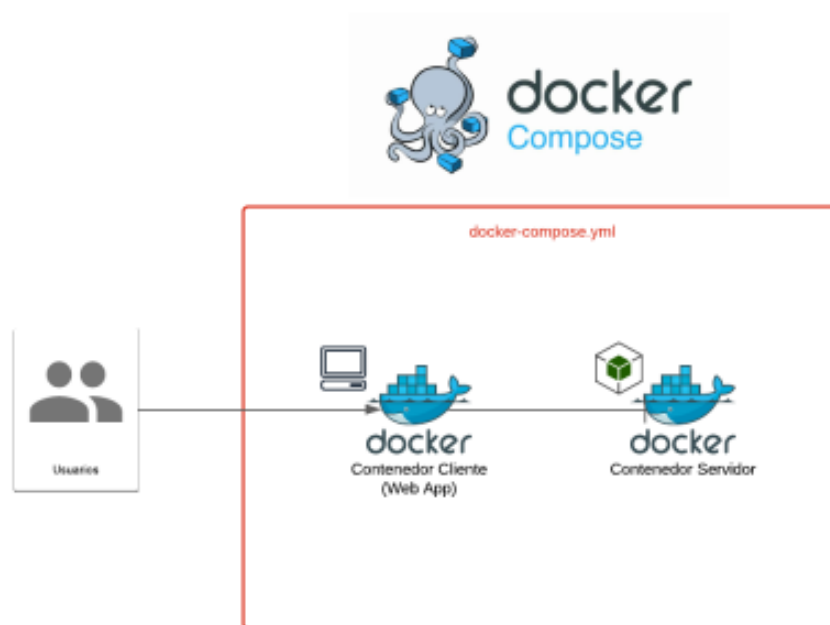 docker
Compose
docker-compose.yml
Usuarios
docker
Contenedor Cliente
(Web App)
docker
Contenedor Servidor